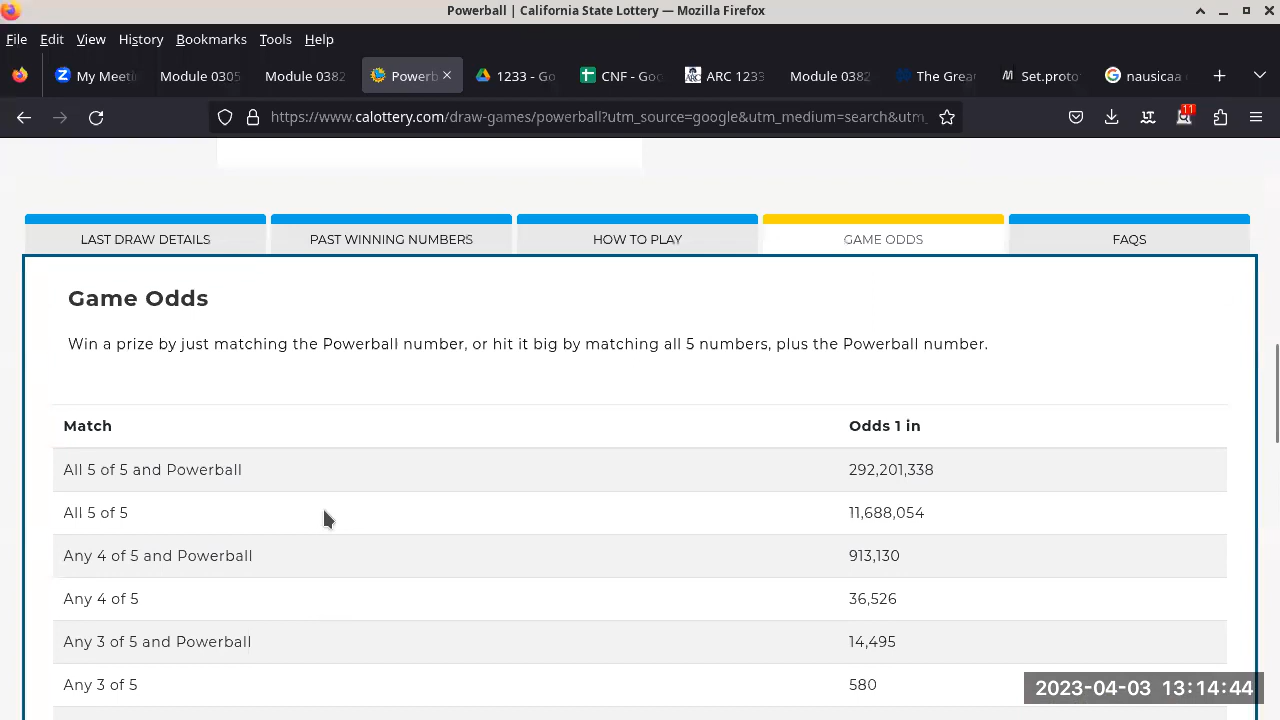 Powerball | California State Lottery — Mozilla Firefox
File Edit View History Bookmarks Tools Help
My Meeti Module 0305 Module 0382 Powerb 1233 - Go CNF - Goo ARC 1233 Module 0382 The Grea Set.proto nausicaa
https://www.calottery.com/draw-games/powerball?utm_source=google&utm_medium=search&utm_ 11
LAST DRAW DETAILS PAST WINNING NUMBERS HOW TO PLAY GAME ODDS FAQS
Game Odds
Win a prize by just matching the Powerball number, or hit it big by matching all 5 numbers, plus the Powerball number.
Match Odds 1 in
All 5 of 5 and Powerball 292,201,338
All 5 of 5 11,688,054
Any 4 of 5 and Powerball 913,130
Any 4 of 5 36,526
Any 3 of 5 and Powerball 14,495
Any 3 of 5 580
2023-04-03 13:14:44